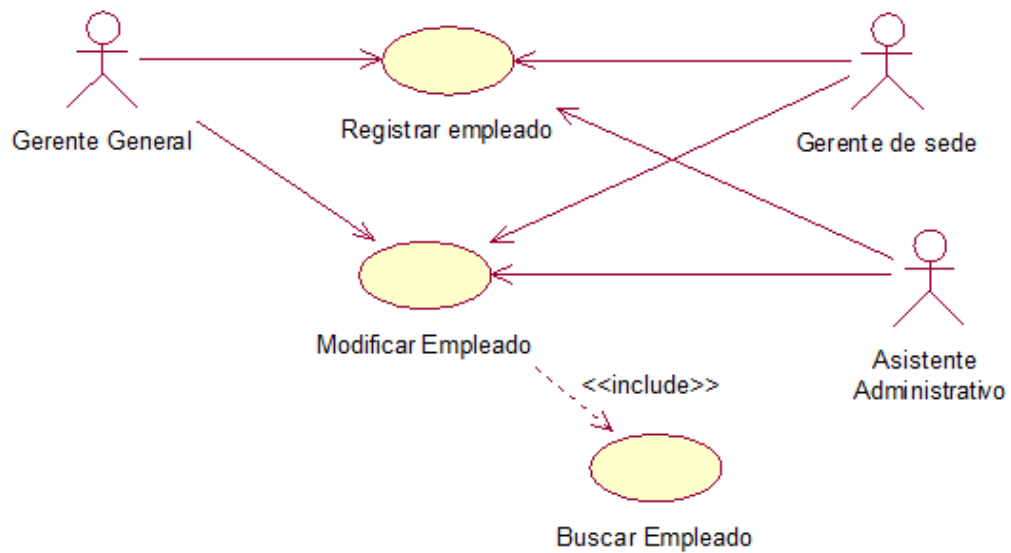 Gerente General
Registrar empleado
Gerente de sede
Modificar Empleado
<<include>>
Asistente
Administrativo
Buscar Empleado